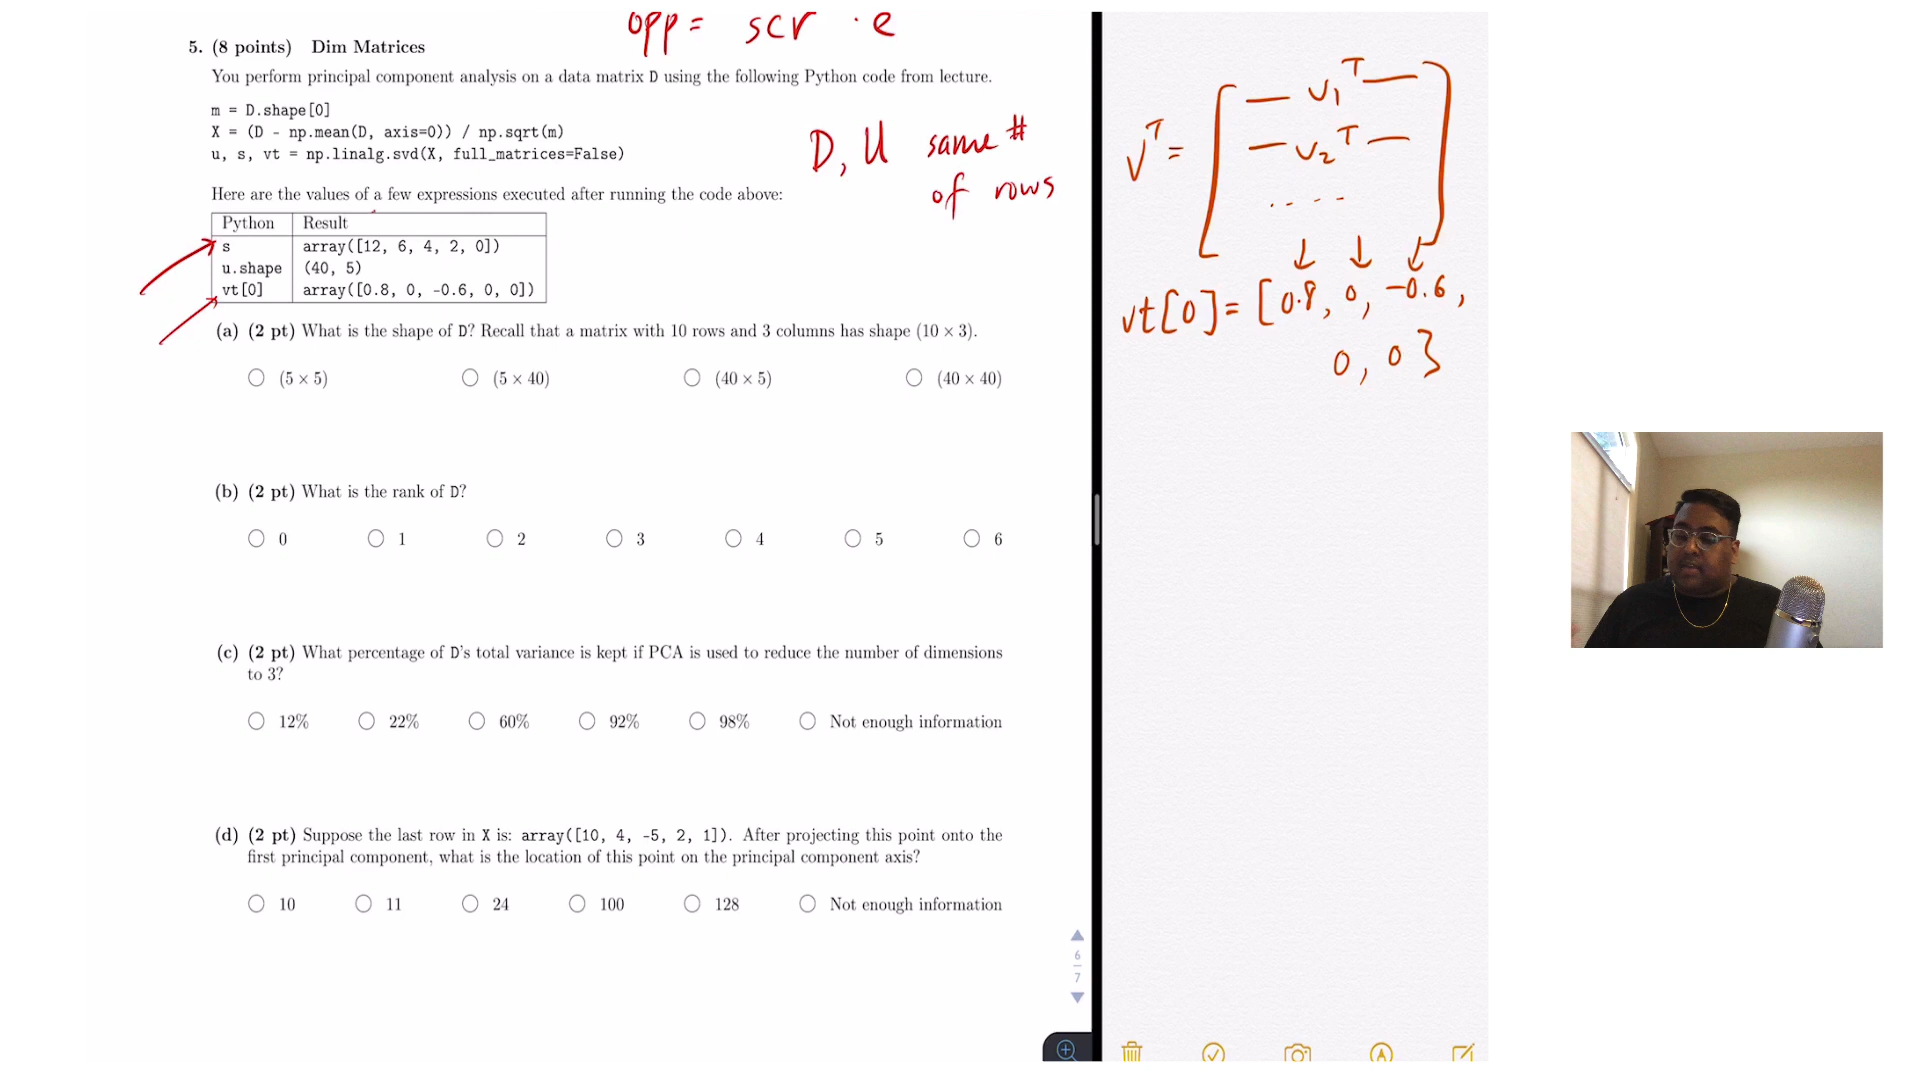 opp = scr · e
5. (8 points) Dim Matrices
You perform principal component analysis on a data matrix D using the following Python code from lecture.
m = D.shape[0]
X = (D - np.mean(D, axis=0)) / np.sqrt(m)
u, s, vt = np.linalg.svd(X, full_matrices=False)
D, U same #
of rows
Here are the values of a few expressions executed after running the code above:
Python Result
s array([12, 6, 4, 2, 0])
u.shape (40, 5)
vt[0] array([0.8, 0, -0.6, 0, 0])
(a) (2 pt) What is the shape of D? Recall that a matrix with 10 rows and 3 columns has shape (10 × 3).
(5 × 5) (5 × 40) (40 × 5) (40 × 40)
(b) (2 pt) What is the rank of D?
0 1 2 3 4 5 6
(c) (2 pt) What percentage of D's total variance is kept if PCA is used to reduce the number of dimensions
to 3?
12% 22% 60% 92% 98% Not enough information
(d) (2 pt) Suppose the last row in X is: array([10, 4, -5, 2, 1]). After projecting this point onto the
first principal component, what is the location of this point on the principal component axis?
10 11 24 100 128 Not enough information
6
7
V^T = [ — v₁^T —
— v₂^T —
. . . . . ]
vt[0] = [0.8, 0, -0.6,
0, 0]